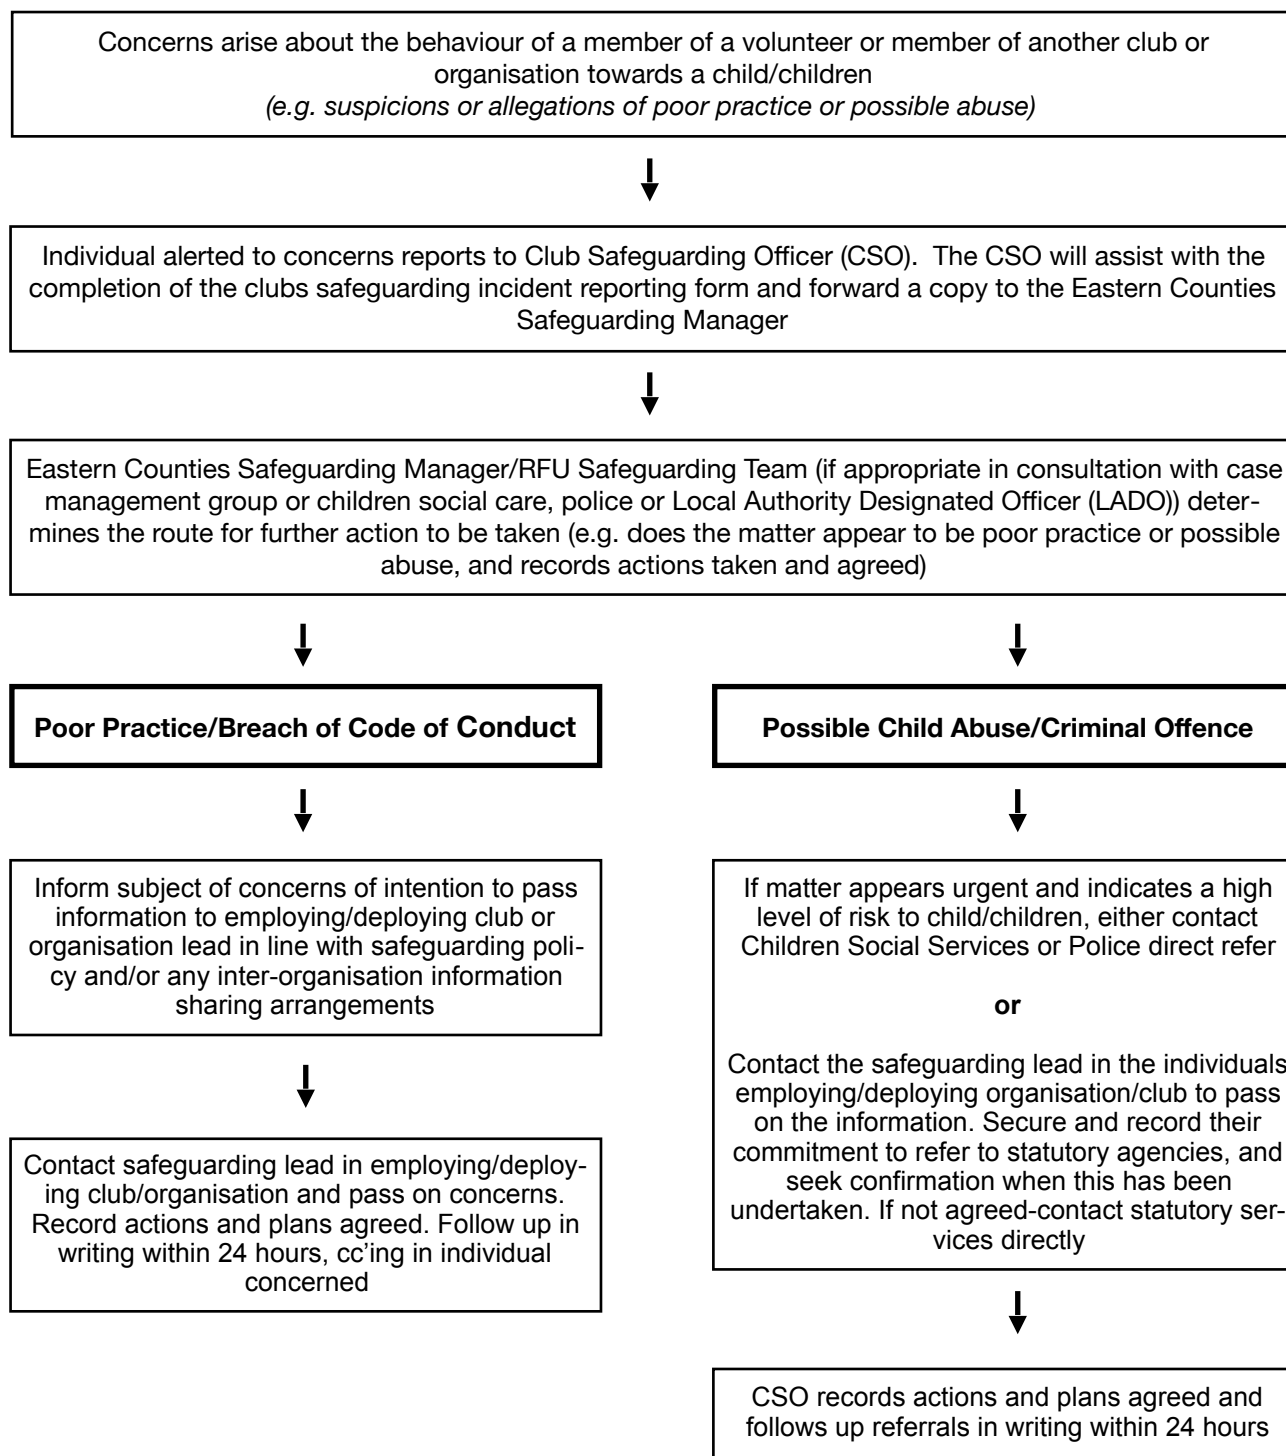 Concerns arise about the behaviour of a member of a volunteer or member of another club or
organisation towards a child/children
(e.g. suspicions or allegations of poor practice or possible abuse)
Individual alerted to concerns reports to Club Safeguarding Officer (CSO).  The CSO will assist with the
completion of the clubs safeguarding incident reporting form and forward a copy to the Eastern Counties
Safeguarding Manager
Eastern Counties Safeguarding Manager/RFU Safeguarding Team (if appropriate in consultation with case
management group or children social care, police or Local Authority Designated Officer (LADO)) deter-
mines the route for further action to be taken (e.g. does the matter appear to be poor practice or possible
abuse, and records actions taken and agreed)
Poor Practice/Breach of Code of Conduct
Inform subject of concerns of intention to pass
information to employing/deploying club or
organisation lead in line with safeguarding poli-
cy and/or any inter-organisation information
sharing arrangements
Contact safeguarding lead in employing/deploy-
ing club/organisation and pass on concerns.
Record actions and plans agreed. Follow up in
writing within 24 hours, cc'ing in individual
concerned
Possible Child Abuse/Criminal Offence
If matter appears urgent and indicates a high
level of risk to child/children, either contact
Children Social Services or Police direct refer
or
Contact the safeguarding lead in the individuals
employing/deploying organisation/club to pass
on the information. Secure and record their
commitment to refer to statutory agencies, and
seek confirmation when this has been
undertaken. If not agreed-contact statutory ser-
vices directly
CSO records actions and plans agreed and
follows up referrals in writing within 24 hours